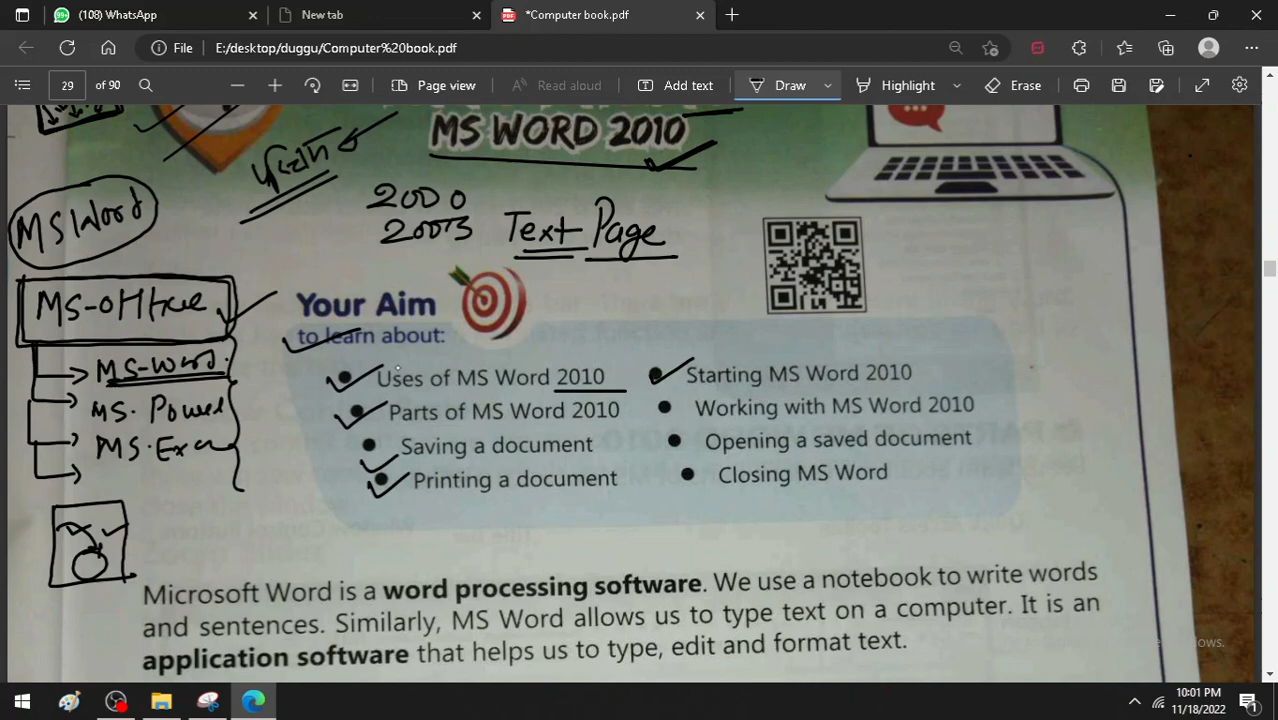 (108) WhatsApp
New tab
*Computer book.pdf
File E:/desktop/duggu/Computer%20book.pdf
29 of 90
Page view
Read aloud
Add text
Draw
Highlight
Erase
MS WORD 2010
2000
2003
Text Page
MS Word
MS-Office
MS-Word.
MS. Power
MS.
Your Aim
to learn about:
Uses of MS Word 2010
Parts of MS Word 2010
Saving a document
Printing a document
Starting MS Word 2010
Working with MS Word 2010
Opening a saved document
Closing MS Word
Microsoft Word is a word processing software. We use a notebook to write words
and sentences. Similarly, MS Word allows us to type text on a computer. It is an
application software that helps us to type, edit and format text.
10:01 PM
11/18/2022